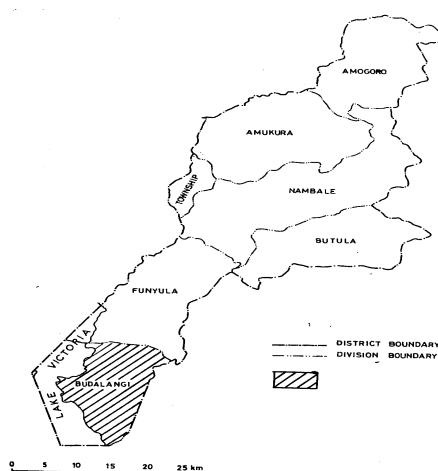 AMOGORO
AMUKURA
TOWNSHIP
NAMBALE
BUTULA
FUNYULA
LAKE VICTORIA
BUDALANGI
DISTRICT BOUNDARY
DIVISION BOUNDARY
0 5 10 15 20 25 km